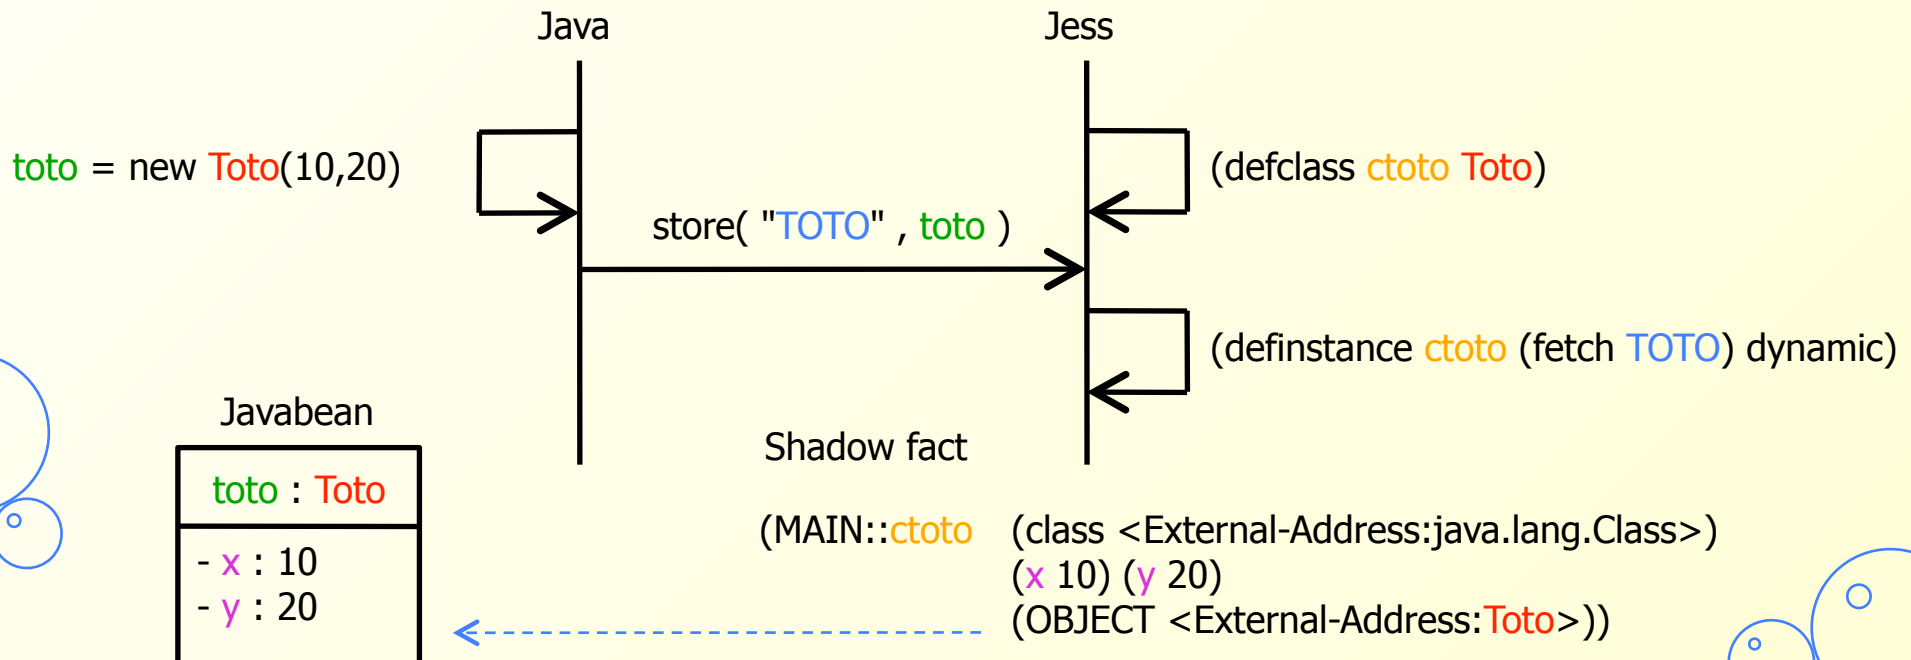 Java
Jess
toto = new Toto(10,20)
(defclass ctoto Toto)
store( "TOTO" , toto )
(definstance ctoto (fetch TOTO) dynamic)
Javabean
Shadow fact
toto : Toto
(MAIN::ctoto (class <External-Address:java.lang.Class>)
- x : 10
(x 10) (y 20)
- y : 20
(OBJECT <External-Address:Toto>))